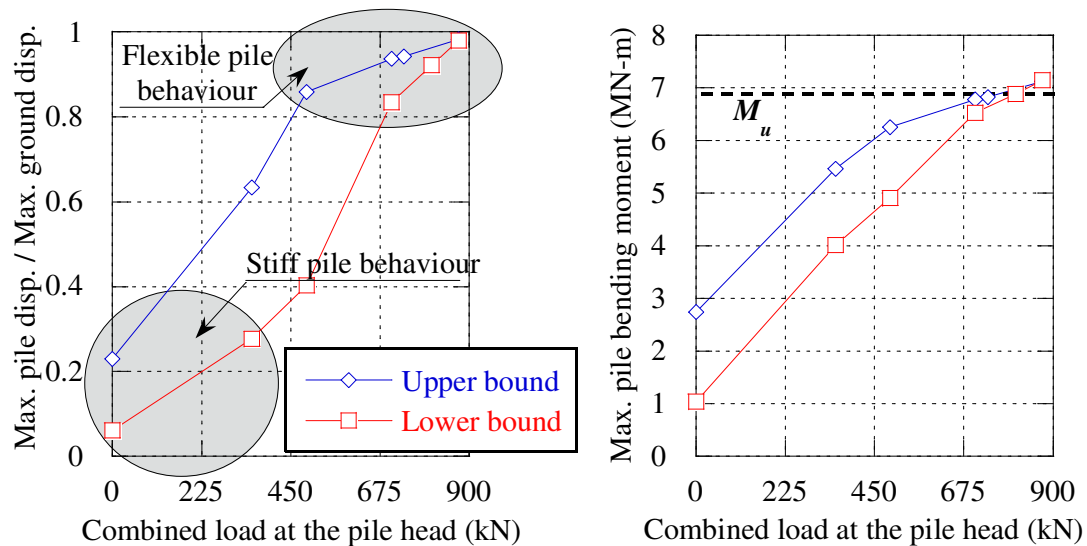 Max. pile disp. / Max. ground disp.
1
0.8
0.6
0.4
0.2
0
Flexible pile
behaviour
Stiff pile behaviour
Upper bound
Lower bound
0 225 450 675 900
Combined load at the pile head (kN)
Max. pile bending moment (MN-m)
8
7
6
5
4
3
2
1
0
Mu
0 225 450 675 900
Combined load at the pile head (kN)